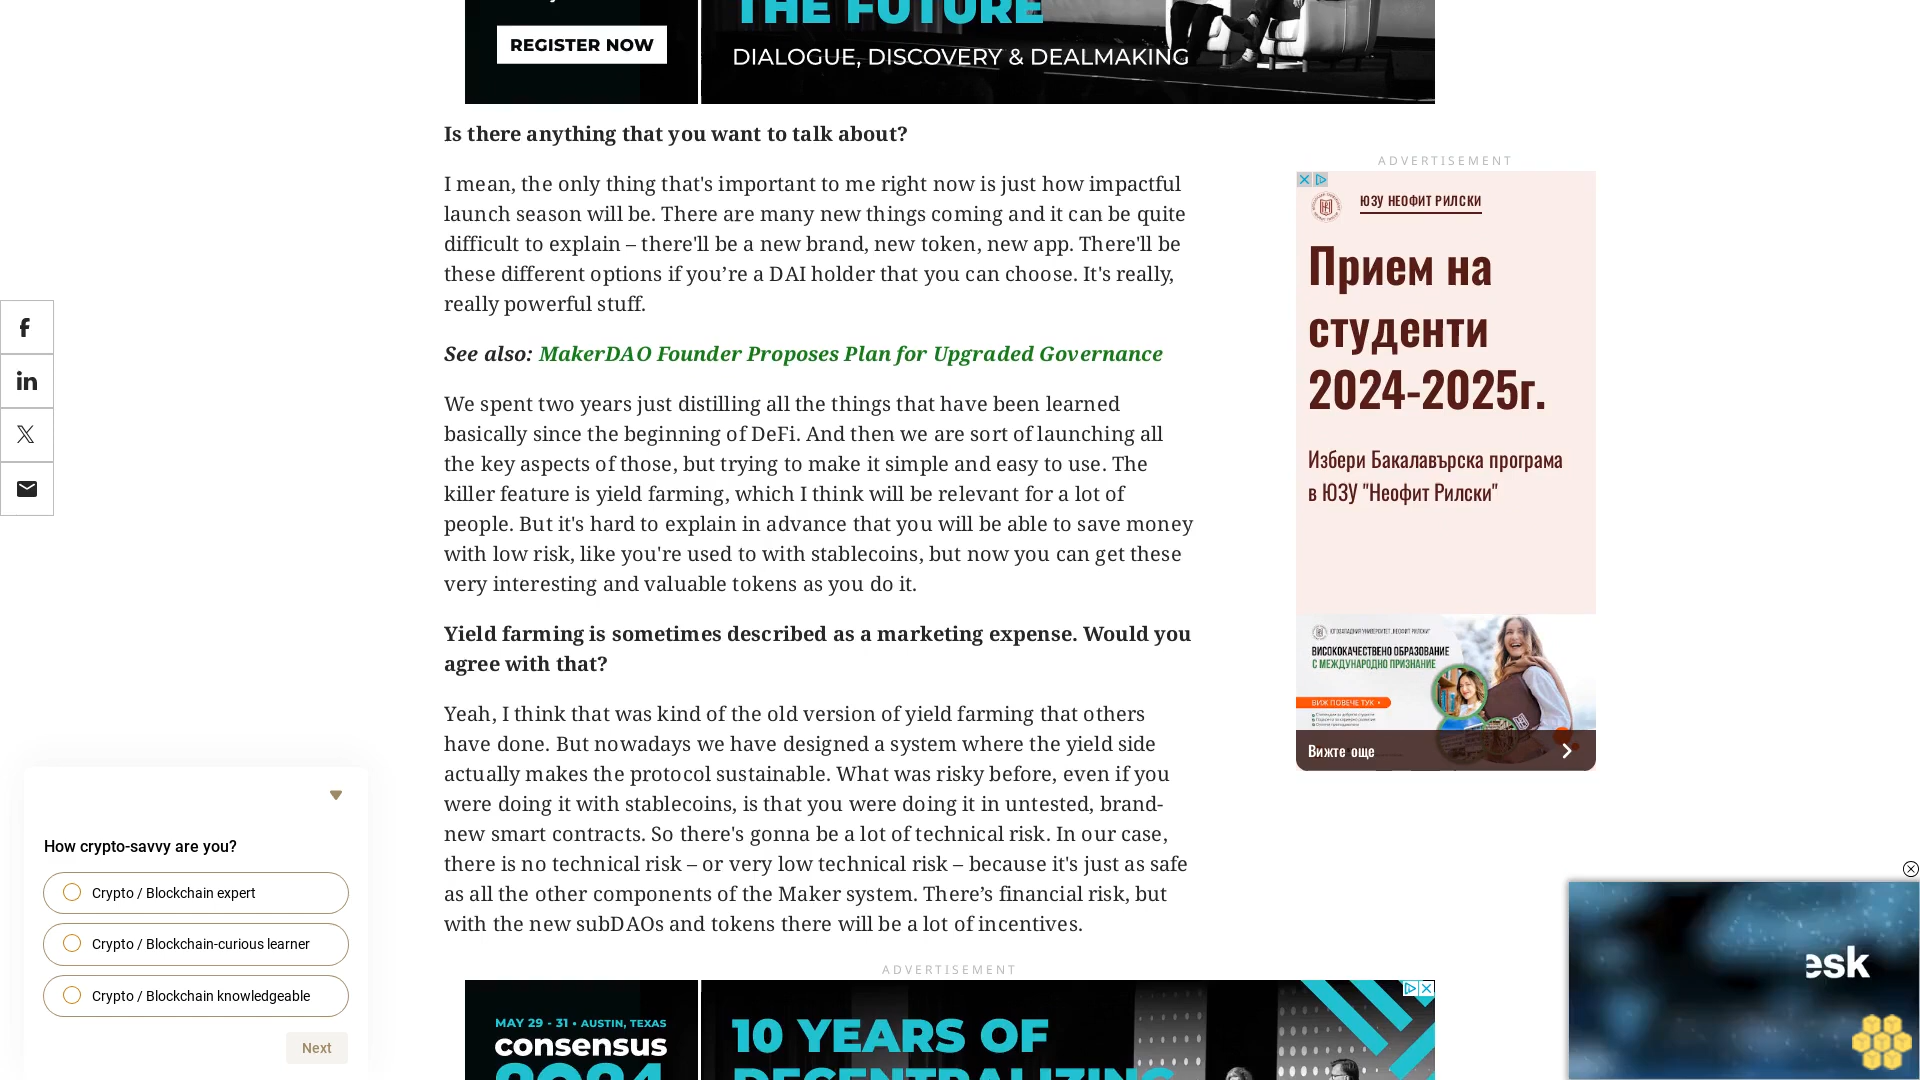 THE FUTURE
REGISTER NOW
DIALOGUE, DISCOVERY & DEALMAKING
Is there anything that you want to talk about?
I mean, the only thing that's important to me right now is just how impactful
launch season will be. There are many new things coming and it can be quite
difficult to explain – there'll be a new brand, new token, new app. There'll be
these different options if you’re a DAI holder that you can choose. It's really,
really powerful stuff.
See also: MakerDAO Founder Proposes Plan for Upgraded Governance
We spent two years just distilling all the things that have been learned
basically since the beginning of DeFi. And then we are sort of launching all
the key aspects of those, but trying to make it simple and easy to use. The
killer feature is yield farming, which I think will be relevant for a lot of
people. But it's hard to explain in advance that you will be able to save money
with low risk, like you're used to with stablecoins, but now you can get these
very interesting and valuable tokens as you do it.
Yield farming is sometimes described as a marketing expense. Would you
agree with that?
Yeah, I think that was kind of the old version of yield farming that others
have done. But nowadays we have designed a system where the yield side
actually makes the protocol sustainable. What was risky before, even if you
were doing it with stablecoins, is that you were doing it in untested, brand-
new smart contracts. So there's gonna be a lot of technical risk. In our case,
there is no technical risk – or very low technical risk – because it's just as safe
as all the other components of the Maker system. There’s financial risk, but
with the new subDAOs and tokens there will be a lot of incentives.
ADVERTISEMENT
MAY 29 - 31 • AUSTIN, TEXAS
consensus
2024
10 YEARS OF
DECENTRALIZING
ADVERTISEMENT
ЮЗУ НЕОФИТ РИЛСКИ
Прием на
студенти
2024-2025г.
Избери Бакалавърска програма
в ЮЗУ "Неофит Рилски"
ЮГОЗАПАДЕН УНИВЕРСИТЕТ „НЕОФИТ РИЛСКИ"
ВИСОКОКАЧЕСТВЕНО ОБРАЗОВАНИЕ
С МЕЖДУНАРОДНО ПРИЗНАНИЕ
ВИЖ ПОВЕЧЕ ТУК
Вижте още
How crypto-savvy are you?
Crypto / Blockchain expert
Crypto / Blockchain-curious learner
Crypto / Blockchain knowledgeable
Next
esk